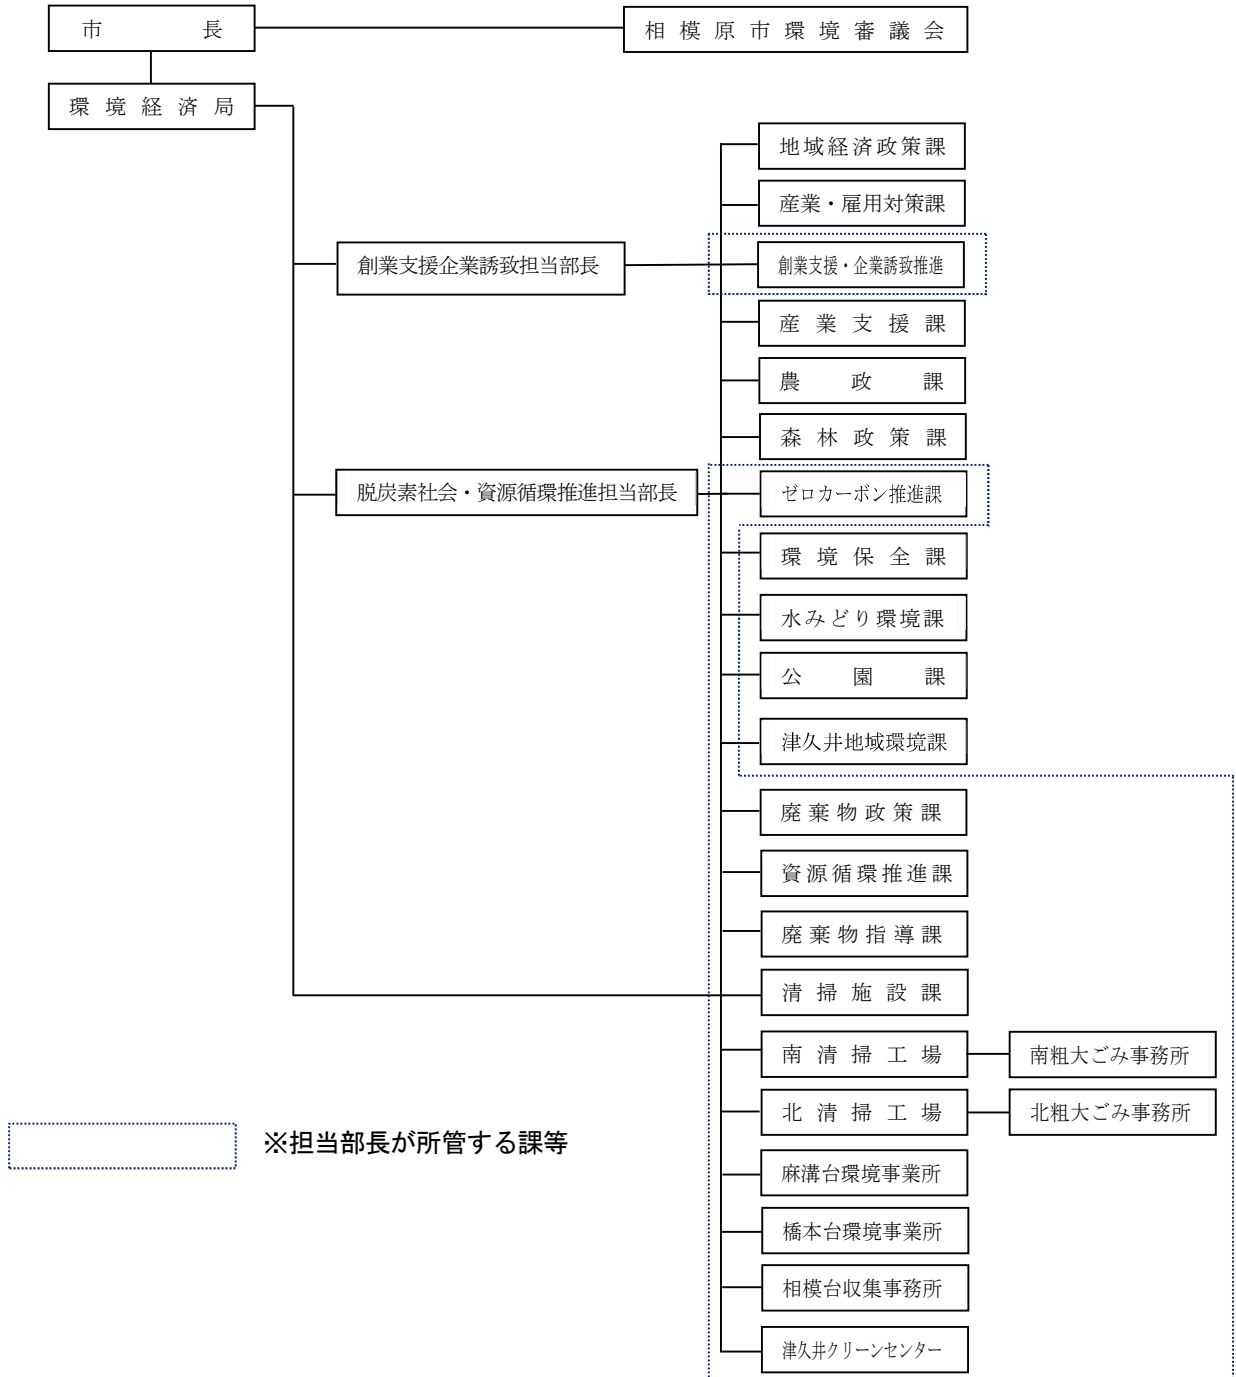 市長
相模原市環境審議会
環境経済局
地域経済政策課
産業・雇用対策課
創業支援企業誘致担当部長
創業支援・企業誘致推進
産業支援課
農政課
森林政策課
脱炭素社会・資源循環推進担当部長
ゼロカーボン推進課
環境保全課
水みどり環境課
公園課
津久井地域環境課
廃棄物政策課
資源循環推進課
廃棄物指導課
清掃施設課
南清掃工場
南粗大ごみ事務所
北清掃工場
北粗大ごみ事務所
※担当部長が所管する課等
麻溝台環境事業所
橋本台環境事業所
相模台収集事務所
津久井クリーンセンター